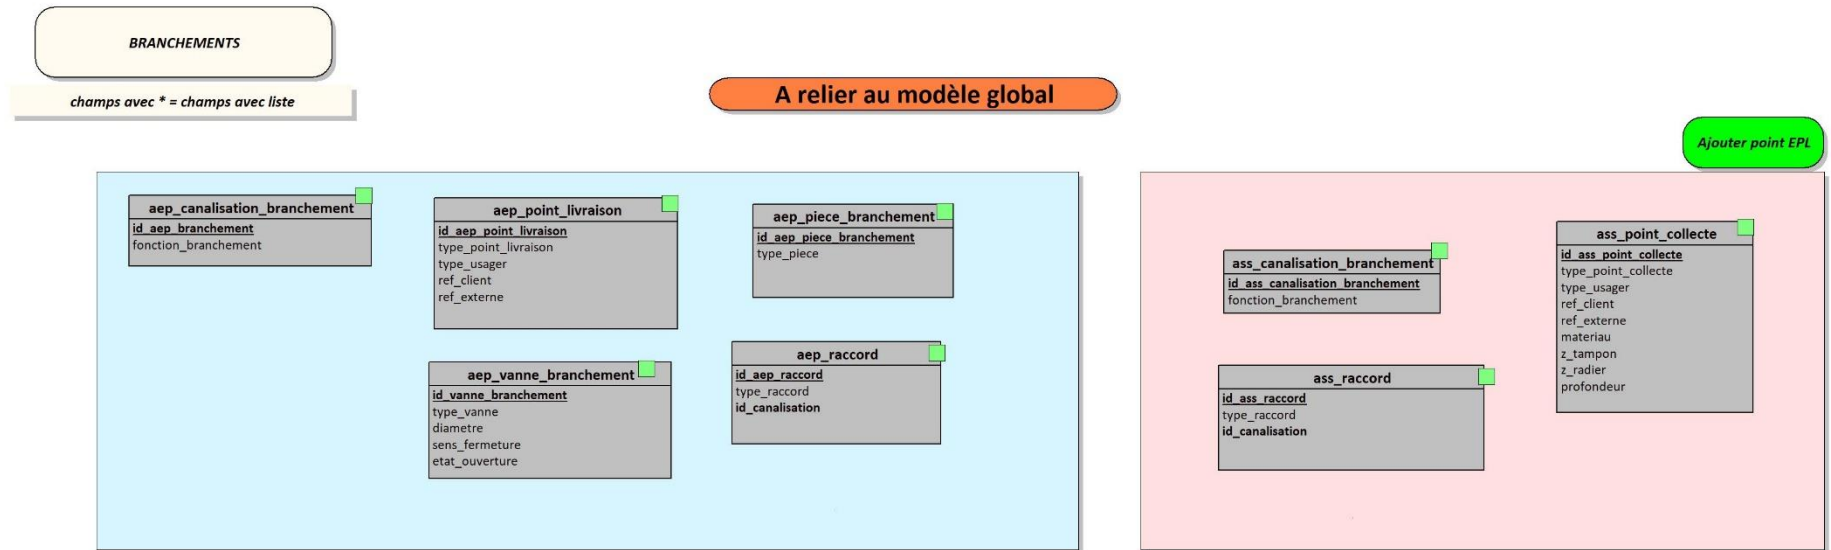 BRANCHEMENTS
champs avec * = champs avec liste
A relier au modèle global
Ajouter point EPL
aep_canalisation_branchement
id_aep_branchement
fonction_branchement
aep_point_livraison
id_aep_point_livraison
type_point_livraison
type_usager
ref_client
ref_externe
aep_piece_branchement
id_aep_piece_branchement
type_piece
aep_vanne_branchement
id_vanne_branchement
type_vanne
diametre
sens_fermeture
etat_ouverture
aep_raccord
id_aep_raccord
type_raccord
id_canalisation
ass_canalisation_branchement
id_ass_canalisation_branchement
fonction_branchement
ass_raccord
id_ass_raccord
type_raccord
id_canalisation
ass_point_collecte
id_ass_point_collecte
type_point_collecte
type_usager
ref_client
ref_externe
materiau
z_tampon
z_radier
profondeur